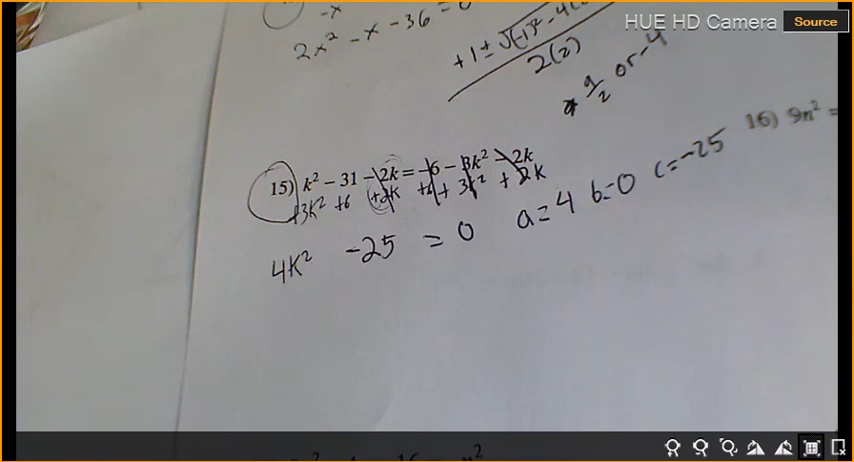 HUE HD Camera Source
-x
2x² - x - 36 = 0
+1 ± √(-1)² - 4(
2(2)
9/2 or -4
15) k² - 31 - 2k = -6 - 3k² - 2k
+3k² +6 +2k +6 + 3k² + 2k
4k² -25 = 0 a=4 b=0 c=-25
16) 9n² =